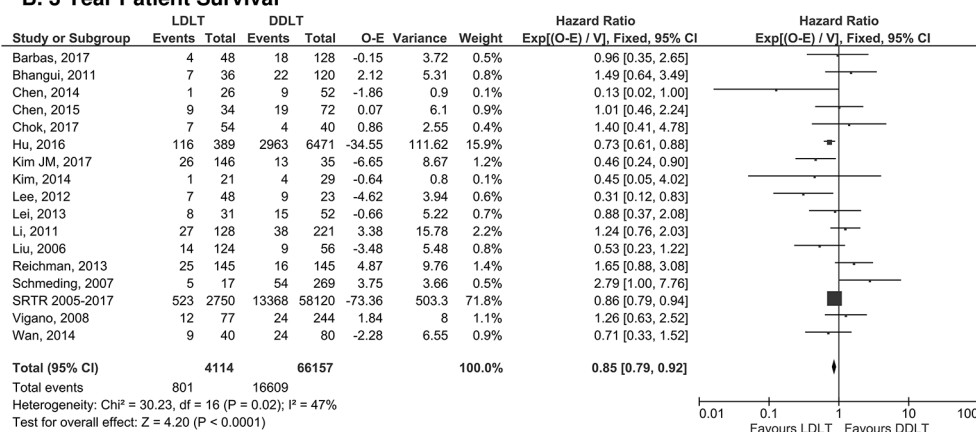 B. 5 Year Patient Survival
LDLT DDLT Hazard Ratio Hazard Ratio
Study or Subgroup Events Total Events Total O-E Variance Weight Exp[(O-E) / V], Fixed, 95% CI Exp[(O-E) / V], Fixed, 95% CI
Barbas, 2017 4 48 18 128 -0.15 3.72 0.5% 0.96 [0.35, 2.65]
Bhangui, 2011 7 36 22 120 2.12 5.31 0.8% 1.49 [0.64, 3.49]
Chen, 2014 1 26 9 52 -1.86 0.9 0.1% 0.13 [0.02, 1.00]
Chen, 2015 9 34 19 72 0.07 6.1 0.9% 1.01 [0.46, 2.24]
Chok, 2017 7 54 4 40 0.86 2.55 0.4% 1.40 [0.41, 4.78]
Hu, 2016 116 389 2963 6471 -34.55 111.62 15.9% 0.73 [0.61, 0.88]
Kim JM, 2017 26 146 13 35 -6.65 8.67 1.2% 0.46 [0.24, 0.90]
Kim, 2014 1 21 4 29 -0.64 0.8 0.1% 0.45 [0.05, 4.02]
Lee, 2012 7 48 9 23 -4.62 3.94 0.6% 0.31 [0.12, 0.83]
Lei, 2013 8 31 15 52 -0.66 5.22 0.7% 0.88 [0.37, 2.08]
Li, 2011 27 128 38 221 3.38 15.78 2.2% 1.24 [0.76, 2.03]
Liu, 2006 14 124 9 56 -3.48 5.48 0.8% 0.53 [0.23, 1.22]
Reichman, 2013 25 145 16 145 4.87 9.76 1.4% 1.65 [0.88, 3.08]
Schmeding, 2007 5 17 54 269 3.75 3.66 0.5% 2.79 [1.00, 7.76]
SRTR 2005-2017 523 2750 13368 58120 -73.36 503.3 71.8% 0.86 [0.79, 0.94]
Vigano, 2008 12 77 24 244 1.84 8 1.1% 1.26 [0.63, 2.52]
Wan, 2014 9 40 24 80 -2.28 6.55 0.9% 0.71 [0.33, 1.52]
Total (95% CI) 4114 66157 100.0% 0.85 [0.79, 0.92]
Total events 801 16609
Heterogeneity: Chi² = 30.23, df = 16 (P = 0.02); I² = 47%
Test for overall effect: Z = 4.20 (P < 0.0001)
0.01 0.1 1 10 100
Favours LDLT Favours DDLT